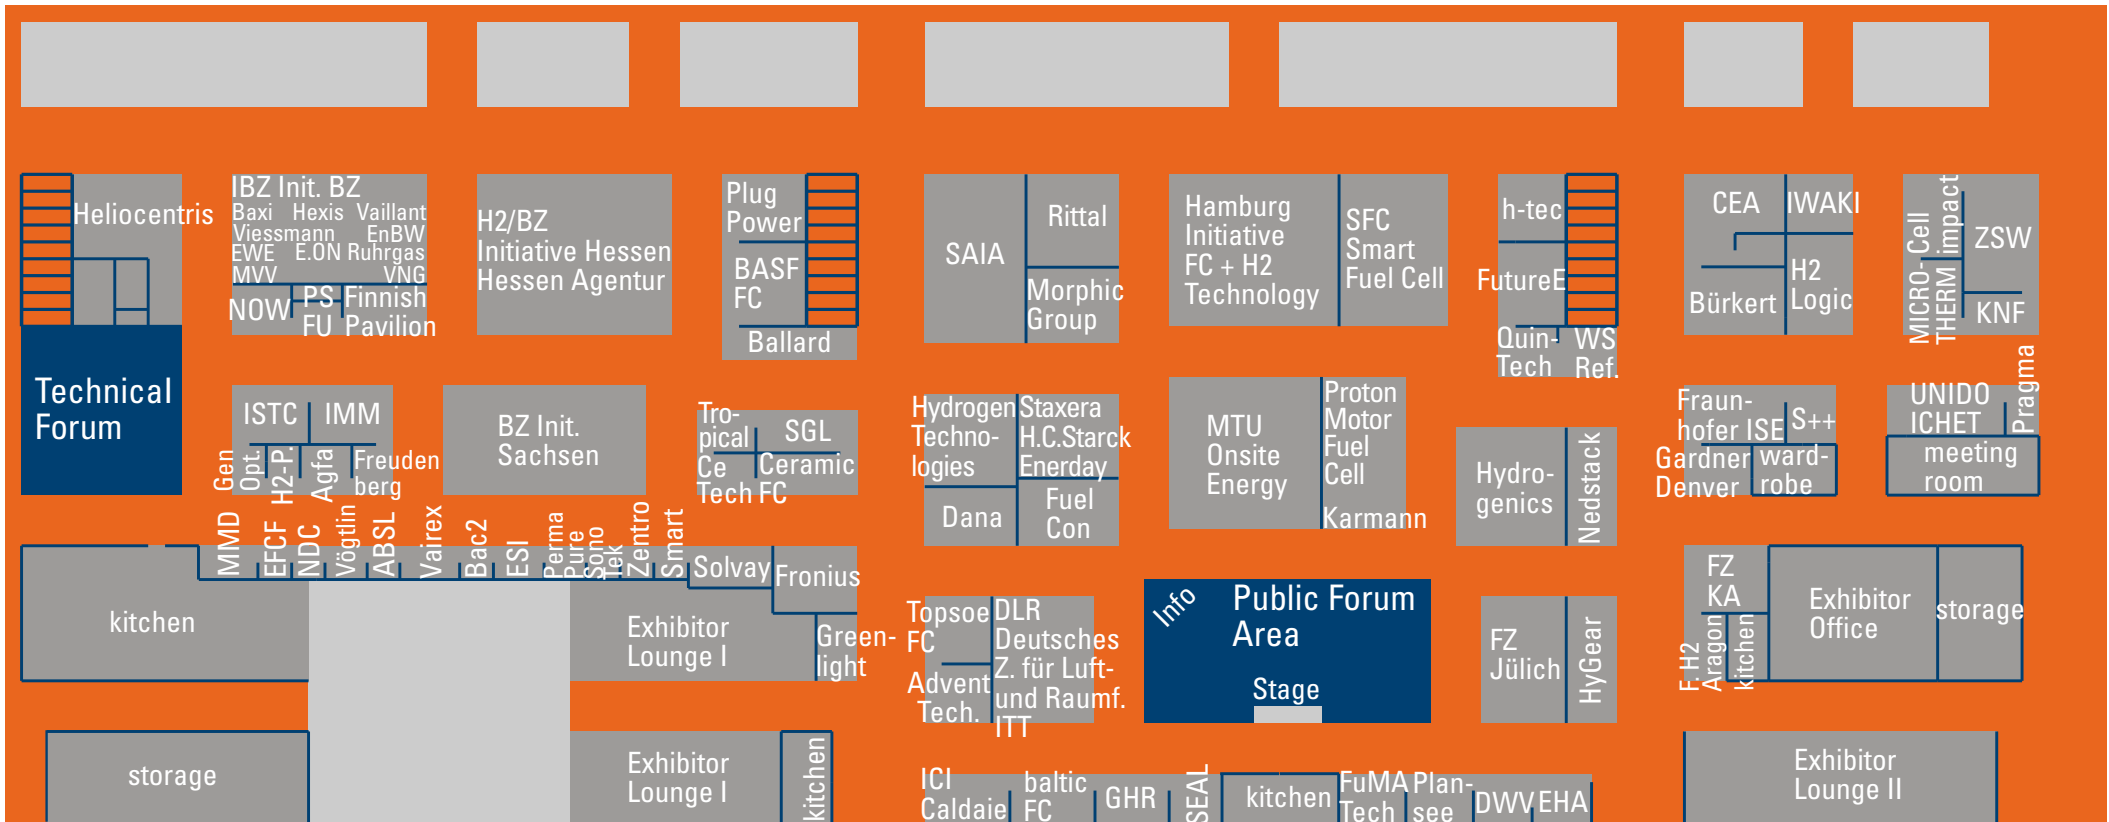 Heliocentris
Technical
Forum
IBZ Init. BZ
Baxi Hexis Vaillant
Viessmann EnBW
EWE E.ON Ruhrgas
MVV VNG
NOW
PS
FU
Finnish
Pavilion
H2/BZ
Initiative Hessen
Hessen Agentur
Plug
Power
BASF
FC
Ballard
SAIA
Rittal
Morphic
Group
Hamburg
Initiative
FC + H2
Technology
SFC
Smart
Fuel Cell
h-tec
FutureE
Quin-
Tech
WS
Ref.
CEA
IWAKI
Bürkert
H2
Logic
MICRO-
THERM
Cell
impact
ZSW
KNF
ISTC
IMM
Gen
Opt.
H2-P.
Agfa
Freuden
berg
BZ Init.
Sachsen
Tro-
pical
SGL
Ce
Tech
Ceramic
FC
Hydrogen
Techno-
logies
Staxera
H.C.Starck
Enerday
Dana
Fuel
Con
MTU
Onsite
Energy
Proton
Motor
Fuel
Cell
Karmann
Hydro-
genics
Nedstack
Fraun-
hofer ISE
S++
Gardner
Denver
ward-
robe
UNIDO
ICHET
Pragma
meeting
room
MMD
EFCF
NDC
Vögtlin
ABSL
Vairex
Bac2
ESI
Perma
Pure
Sono
Tek
Zentro
Smart
Solvay
Fronius
kitchen
Exhibitor
Lounge I
Green-
light
Topsoe
FC
Advent
Tech.
DLR
Deutsches
Z. für Luft-
und Raumf.
ITT
Info
Public Forum
Area
Stage
FZ
Jülich
HyGear
FZ
KA
F. H2
Aragon
kitchen
Exhibitor
Office
storage
storage
Exhibitor
Lounge I
kitchen
ICI
Caldaie
baltic
FC
GHR
SEAL
kitchen
FuMA
Tech
Plan-
see
DWV
EHA
Exhibitor
Lounge II